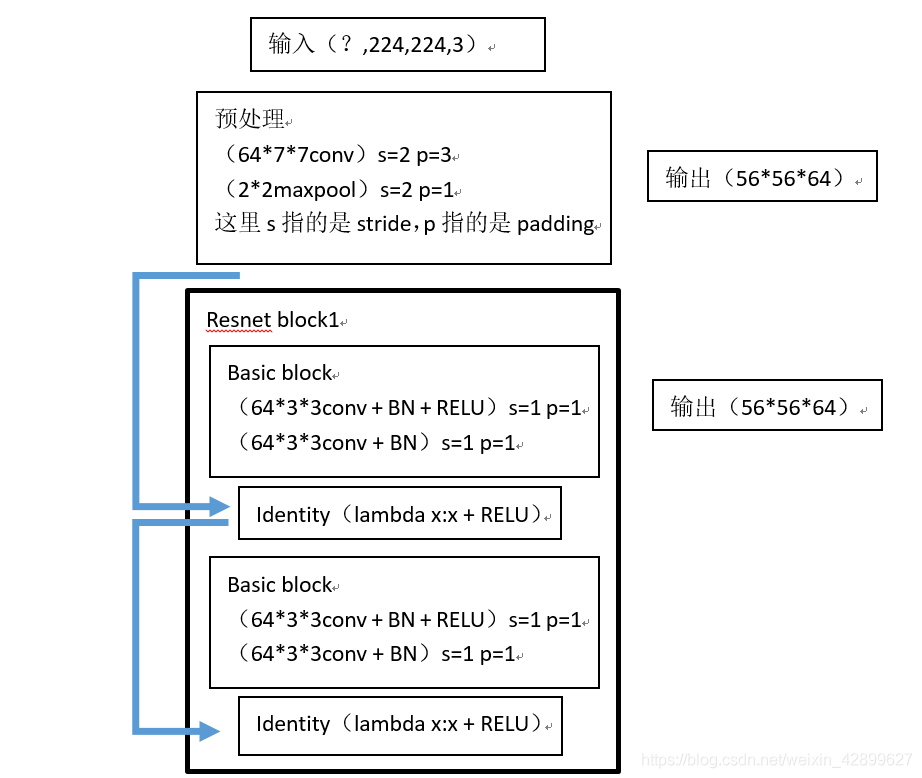 输入（？,224,224,3）
预处理
（64*7*7conv）s=2 p=3
（2*2maxpool）s=2 p=1
这里 s 指的是 stride，p 指的是 padding
输出（56*56*64）
Resnet block1
Basic block
（64*3*3conv + BN + RELU）s=1 p=1
（64*3*3conv + BN）s=1 p=1
输出（56*56*64）
Identity（lambda x:x + RELU）
Basic block
（64*3*3conv + BN + RELU）s=1 p=1
（64*3*3conv + BN）s=1 p=1
Identity（lambda x:x + RELU）
https://blog.csdn.net/weixin_42899627